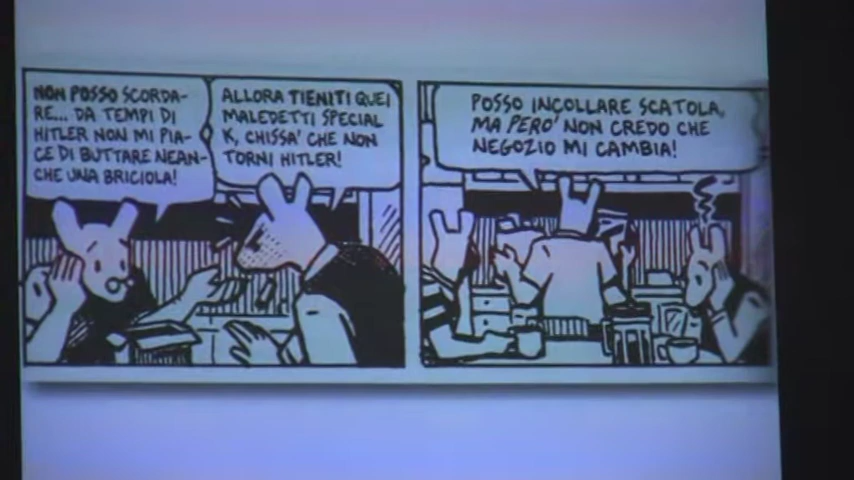 NON POSSO SCORDA-
RE... DA TEMPI DI
HITLER NON MI PIA-
CE DI BUTTARE NEAN-
CHE UNA BRICIOLA!
ALLORA TIENITI QUEI
MALEDETTI SPECIAL
K, CHISSA' CHE NON
TORNI HITLER!
POSSO INCOLLARE SCATOLA,
MA PERO' NON CREDO CHE
NEGOZIO MI CAMBIA!